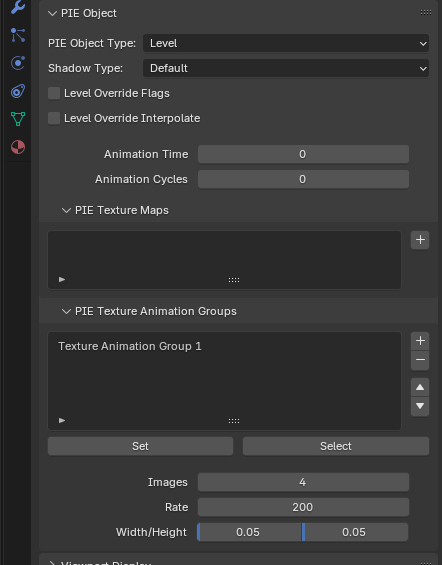 PIE Object
PIE Object Type: Level
Shadow Type: Default
Level Override Flags
Level Override Interpolate
Animation Time 0
Animation Cycles 0
PIE Texture Maps
PIE Texture Animation Groups
Texture Animation Group 1
Set Select
Images 4
Rate 200
Width/Height 0.05 0.05
Viewport Display